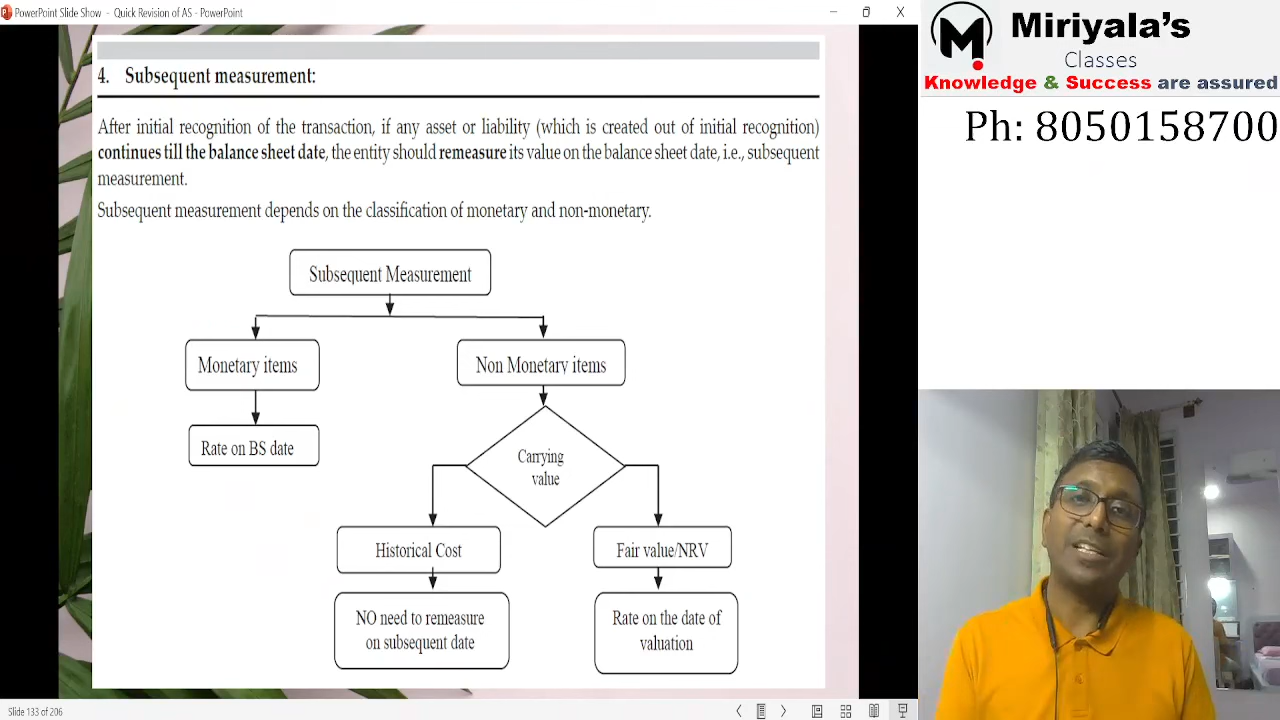 PowerPoint Slide Show - Quick Revision of AS - PowerPoint
Miriyala's
Classes
Knowledge & Success are assured
Ph: 8050158700
4. Subsequent measurement:
After initial recognition of the transaction, if any asset or liability (which is created out of initial recognition)
continues till the balance sheet date, the entity should remeasure its value on the balance sheet date, i.e., subsequent
measurement.
Subsequent measurement depends on the classification of monetary and non-monetary.
Subsequent Measurement
Monetary items
Non Monetary items
Rate on BS date
Carrying
value
Historical Cost
Fair value/NRV
NO need to remeasure
on subsequent date
Rate on the date of
valuation
Slide 133 of 206